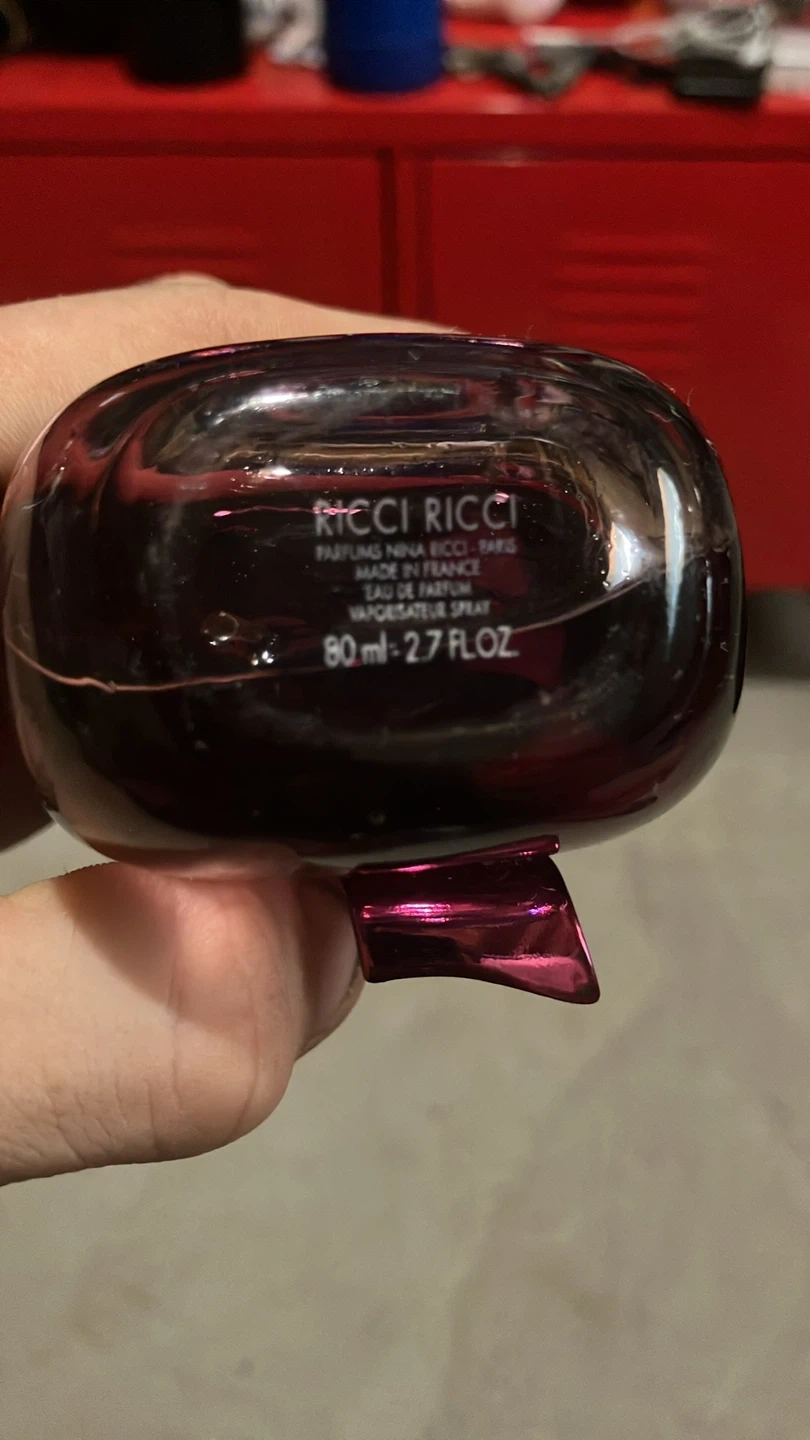 RICCI RICCI
PARFUMS NINA RICCI - PARIS
MADE IN FRANCE
EAU DE PARFUM
VAPORISATEUR SPRAY
80 ml - 2.7 FL.OZ.